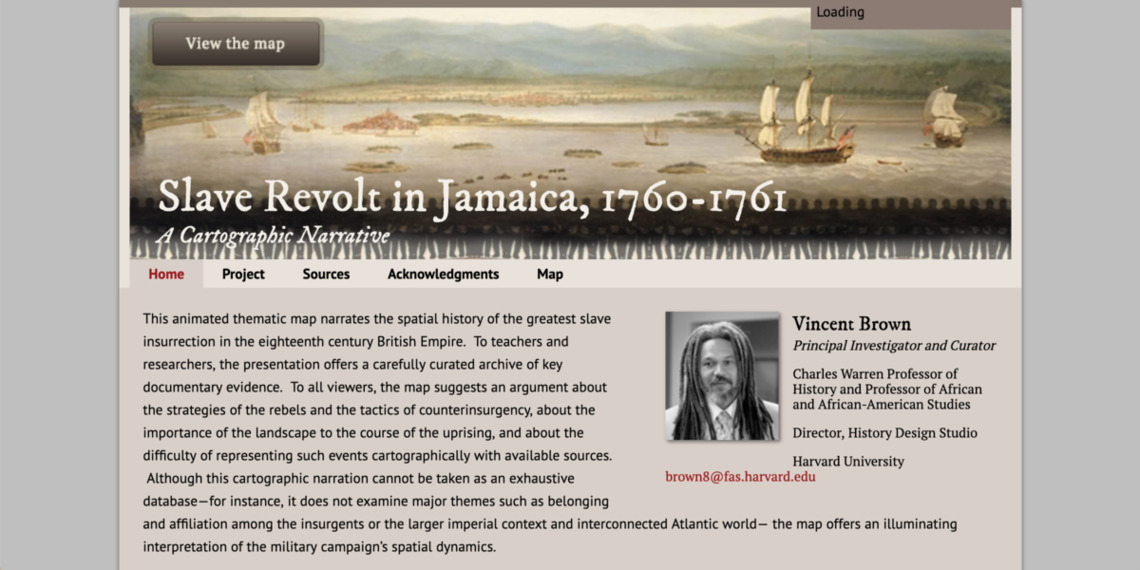 Loading
View the map
Slave Revolt in Jamaica, 1760-1761
A Cartographic Narrative
Home Project Sources Acknowledgments Map
This animated thematic map narrates the spatial history of the greatest slave
insurrection in the eighteenth century British Empire. To teachers and
researchers, the presentation offers a carefully curated archive of key
documentary evidence. To all viewers, the map suggests an argument about
the strategies of the rebels and the tactics of counterinsurgency, about the
importance of the landscape to the course of the uprising, and about the
difficulty of representing such events cartographically with available sources.
Although this cartographic narration cannot be taken as an exhaustive
database—for instance, it does not examine major themes such as belonging
and affiliation among the insurgents or the larger imperial context and interconnected Atlantic world— the map offers an illuminating
interpretation of the military campaign's spatial dynamics.
Vincent Brown
Principal Investigator and Curator
Charles Warren Professor of
History and Professor of African
and African-American Studies
Director, History Design Studio
Harvard University
brown8@fas.harvard.edu